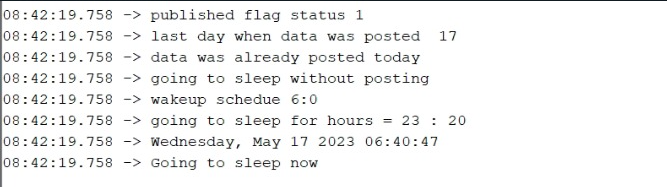 08:42:19.758 -> published flag status 1
08:42:19.758 -> last day when data was posted  17
08:42:19.758 -> data was already posted today
08:42:19.758 -> going to sleep without posting
08:42:19.758 -> wakeup schedue 6:0
08:42:19.758 -> going to sleep for hours = 23 : 20
08:42:19.758 -> Wednesday, May 17 2023 06:40:47
08:42:19.758 -> Going to sleep now